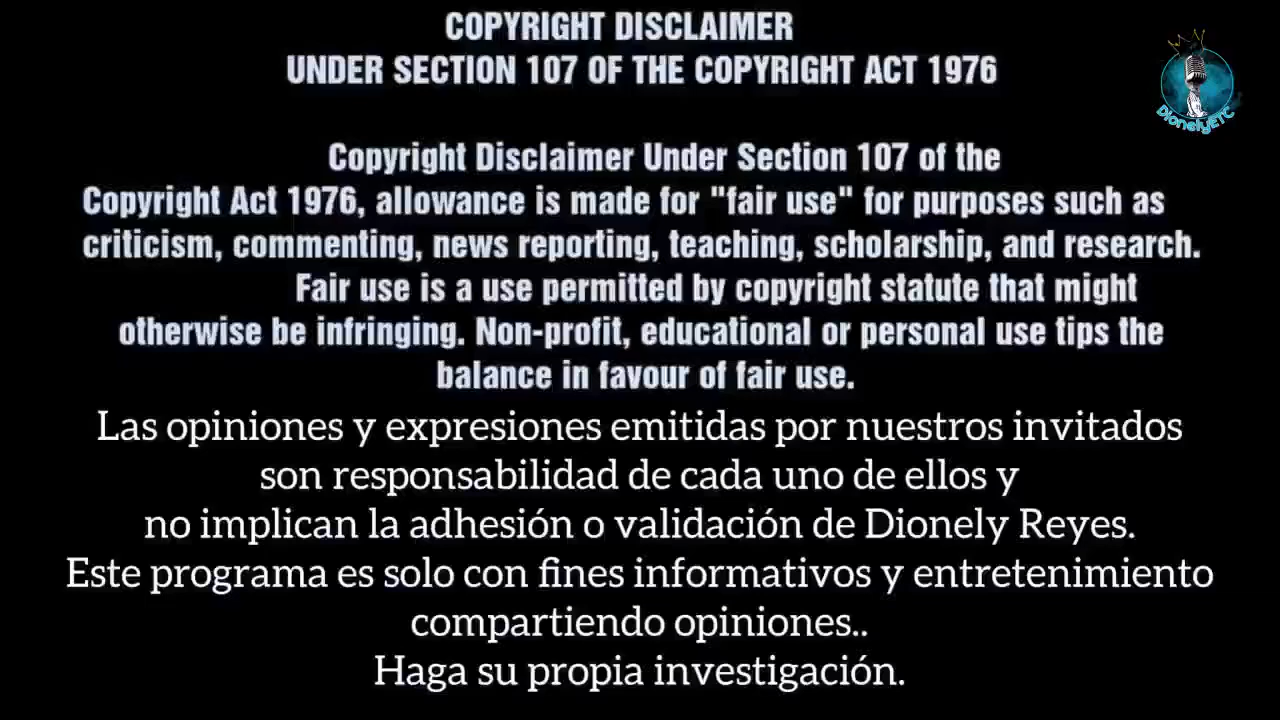 COPYRIGHT DISCLAIMER
UNDER SECTION 107 OF THE COPYRIGHT ACT 1976
DionelyETC
Copyright Disclaimer Under Section 107 of the
Copyright Act 1976, allowance is made for "fair use" for purposes such as
criticism, commenting, news reporting, teaching, scholarship, and research.
Fair use is a use permitted by copyright statute that might
otherwise be infringing. Non-profit, educational or personal use tips the
balance in favour of fair use.
Las opiniones y expresiones emitidas por nuestros invitados
son responsabilidad de cada uno de ellos y
no implican la adhesión o validación de Dionely Reyes.
Este programa es solo con fines informativos y entretenimiento
compartiendo opiniones..
Haga su propia investigación.